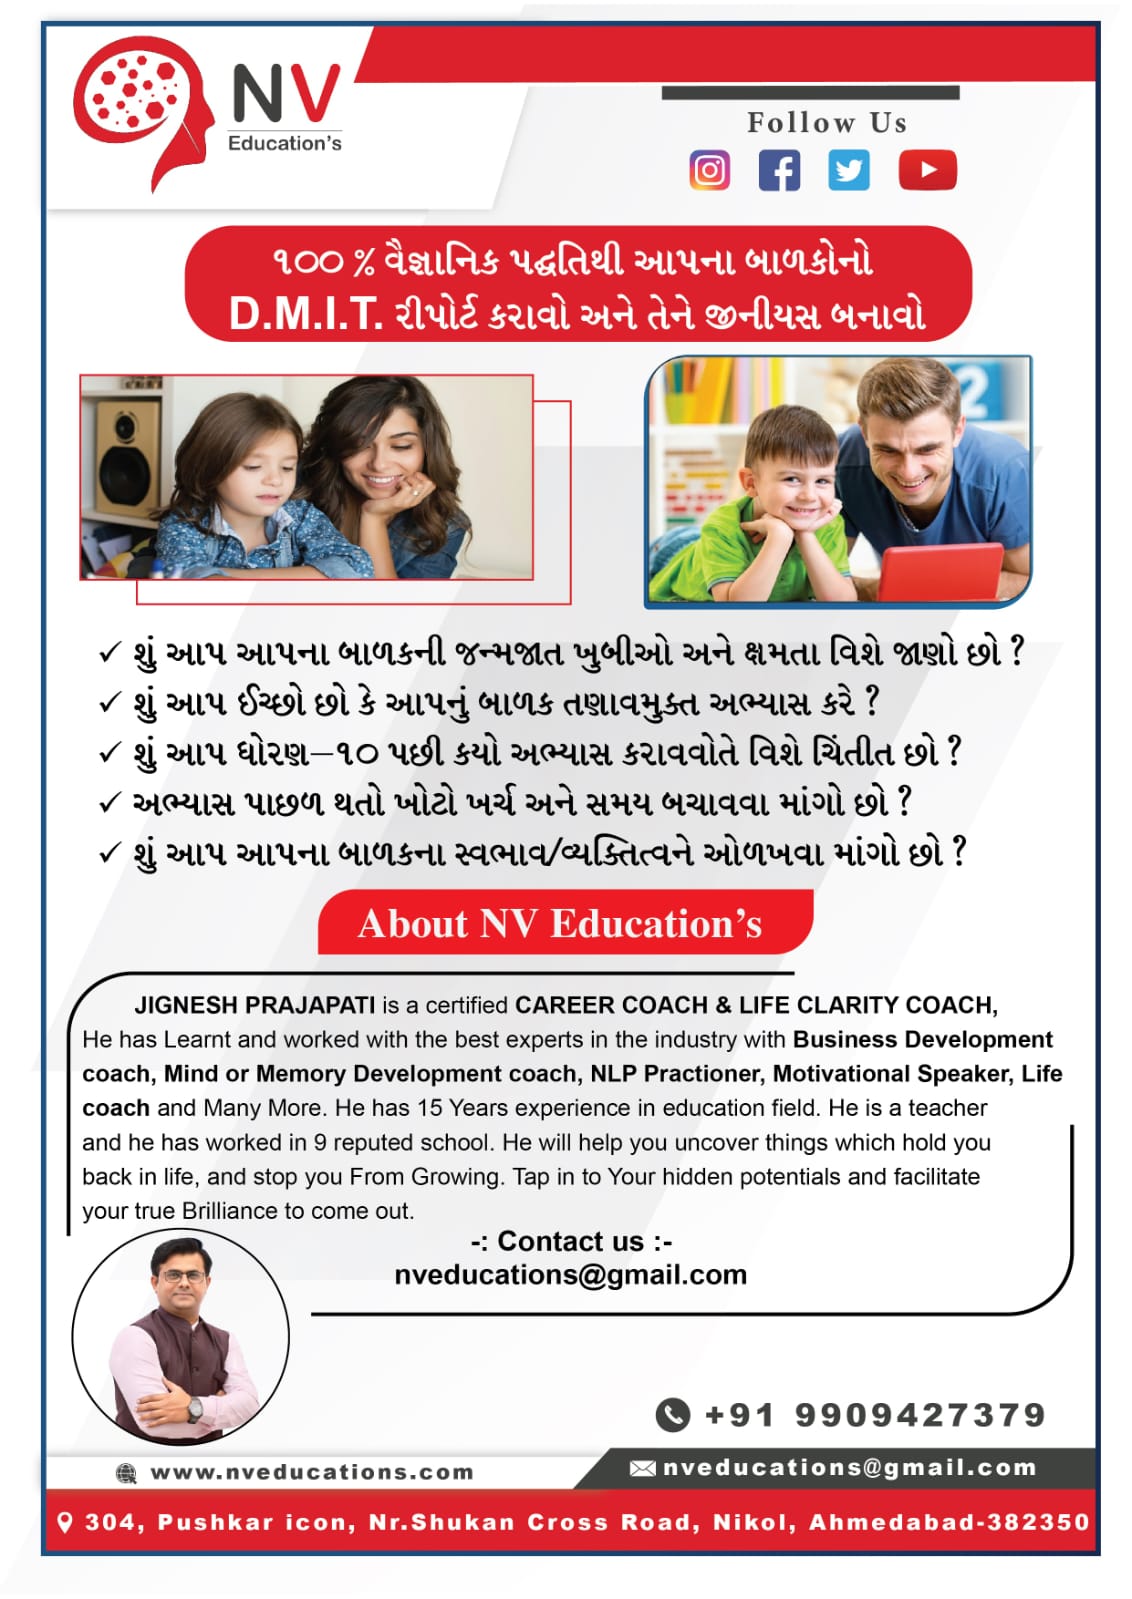 NV
Education's
Follow Us
૧૦૦ % વૈજ્ઞાનિક પદ્ધતિથી આપના બાળકોનો
D.M.I.T. રીપોર્ટ કરાવો અને તેને જીનીયસ બનાવો
2
✓ શું આપ આપના બાળકની જન્મજાત ખુબીઓ અને ક્ષમતા વિશે જાણો છો ?
✓ શું આપ ઈચ્છો છો કે આપનું બાળક તણાવમુક્ત અભ્યાસ કરે ?
✓ શું આપ ધોરણ–૧૦ પછી કયો અભ્યાસ કરાવવોતે વિશે ચિંતીત છો ?
✓ અભ્યાસ પાછળ થતો ખોટો ખર્ચ અને સમય બચાવવા માંગો છો ?
✓ શું આપ આપના બાળકના સ્વભાવ/વ્યક્તિત્વને ઓળખવા માંગો છો ?
About NV Education's
JIGNESH PRAJAPATI is a certified CAREER COACH & LIFE CLARITY COACH,
He has Learnt and worked with the best experts in the industry with Business Development
coach, Mind or Memory Development coach, NLP Practioner, Motivational Speaker, Life
coach and Many More. He has 15 Years experience in education field. He is a teacher
and he has worked in 9 reputed school. He will help you uncover things which hold you
back in life, and stop you From Growing. Tap in to Your hidden potentials and facilitate
your true Brilliance to come out.
-: Contact us :-
nveducations@gmail.com
+91 9909427379
www.nveducations.com
nveducations@gmail.com
304, Pushkar icon, Nr.Shukan Cross Road, Nikol, Ahmedabad-382350